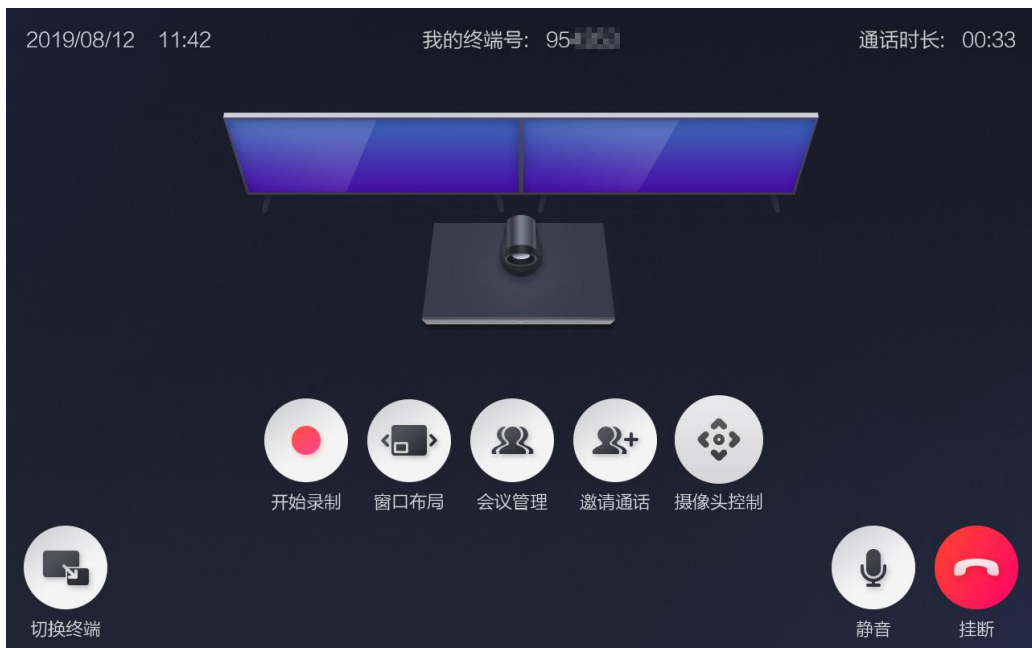 2019/08/12 11:42
我的终端号: 95
通话时长: 00:33
开始录制
窗口布局
会议管理
邀请通话
摄像头控制
切换终端
静音
挂断